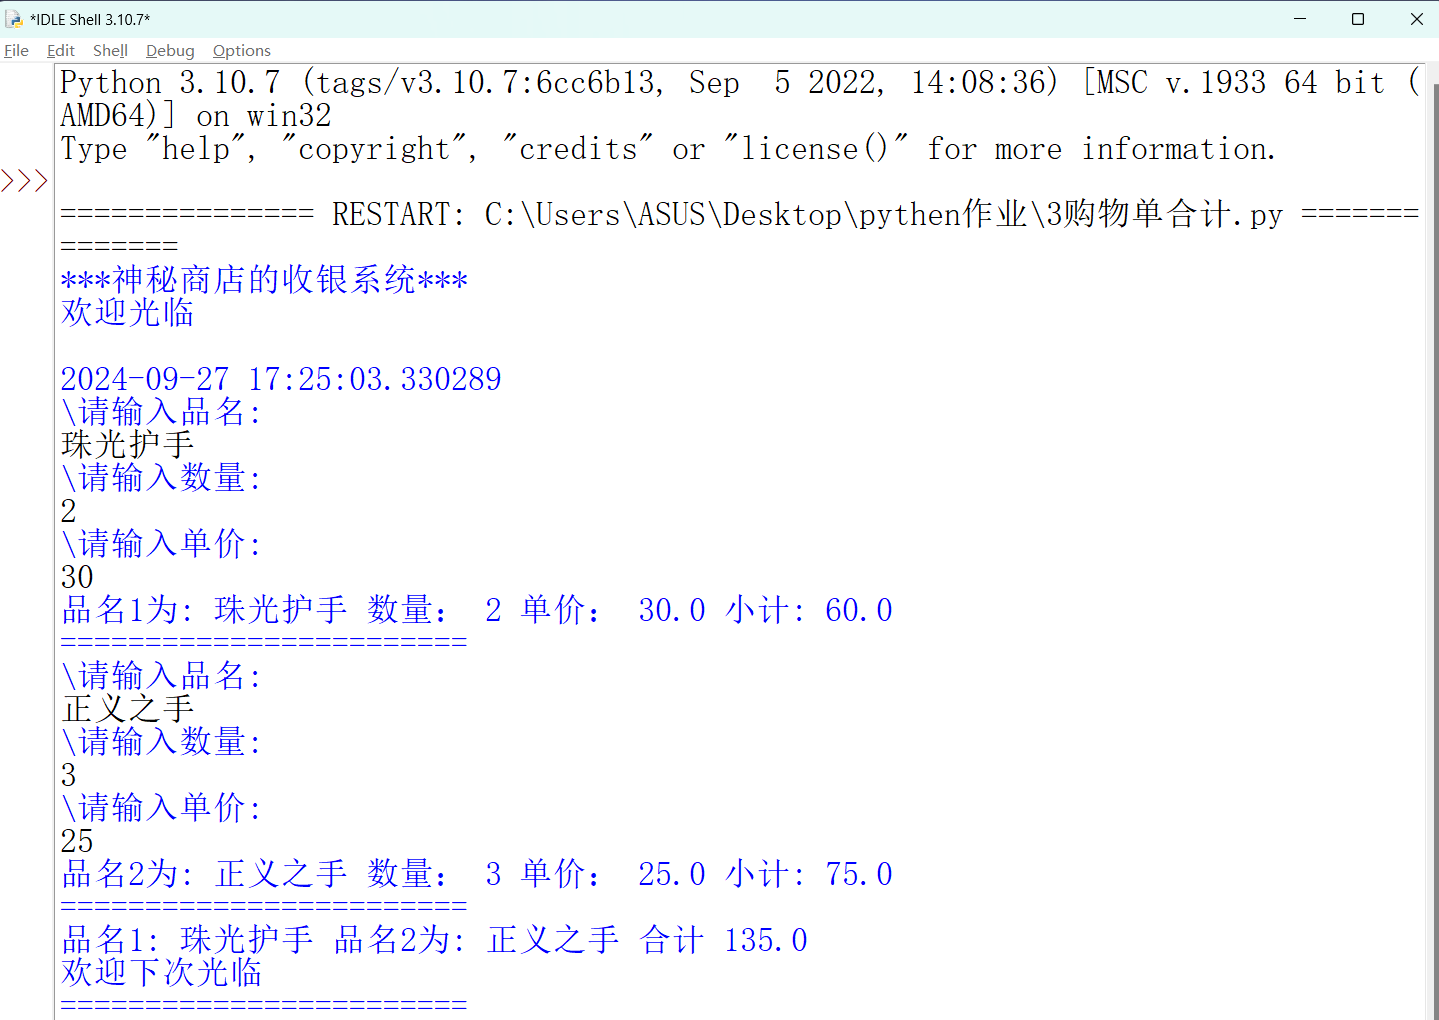 *IDLE Shell 3.10.7*
File Edit Shell Debug Options
Python 3.10.7 (tags/v3.10.7:6cc6b13, Sep  5 2022, 14:08:36) [MSC v.1933 64 bit (
AMD64)] on win32
Type "help", "copyright", "credits" or "license()" for more information.
>>>
=============== RESTART: C:\Users\ASUS\Desktop\pythen作业\3购物单合计.py =======
=======
***神秘商店的收银系统***
欢迎光临
2024-09-27 17:25:03.330289
\请输入品名:
珠光护手
\请输入数量:
2
\请输入单价:
30
品名1为: 珠光护手 数量： 2 单价： 30.0 小计: 60.0
========================
\请输入品名:
正义之手
\请输入数量:
3
\请输入单价:
25
品名2为: 正义之手 数量： 3 单价： 25.0 小计: 75.0
========================
品名1: 珠光护手 品名2为: 正义之手 合计 135.0
欢迎下次光临
========================